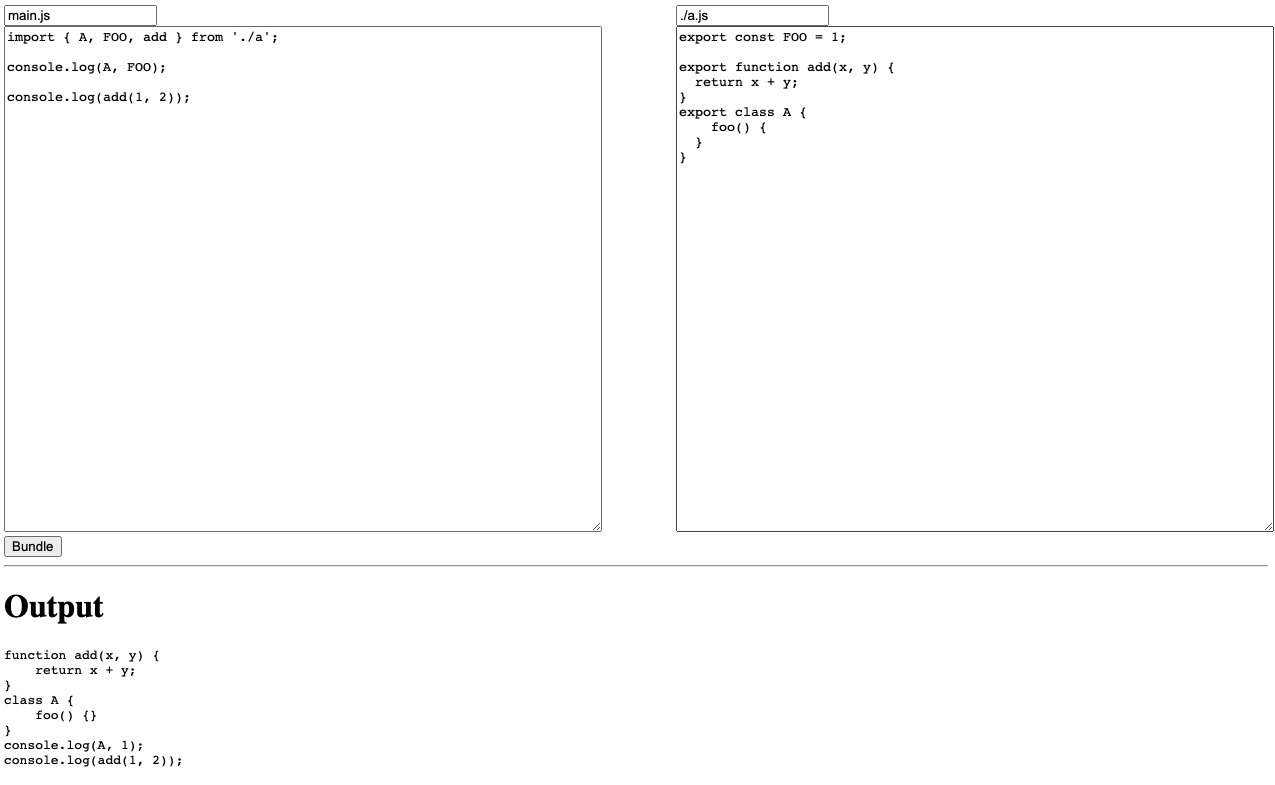 main.js
import { A, FOO, add } from './a';

console.log(A, FOO);

console.log(add(1, 2));
./a.js
export const FOO = 1;

export function add(x, y) {
  return x + y;
}
export class A {
    foo() {
  }
}
Bundle
Output
function add(x, y) {
    return x + y;
}
class A {
    foo() {}
}
console.log(A, 1);
console.log(add(1, 2));